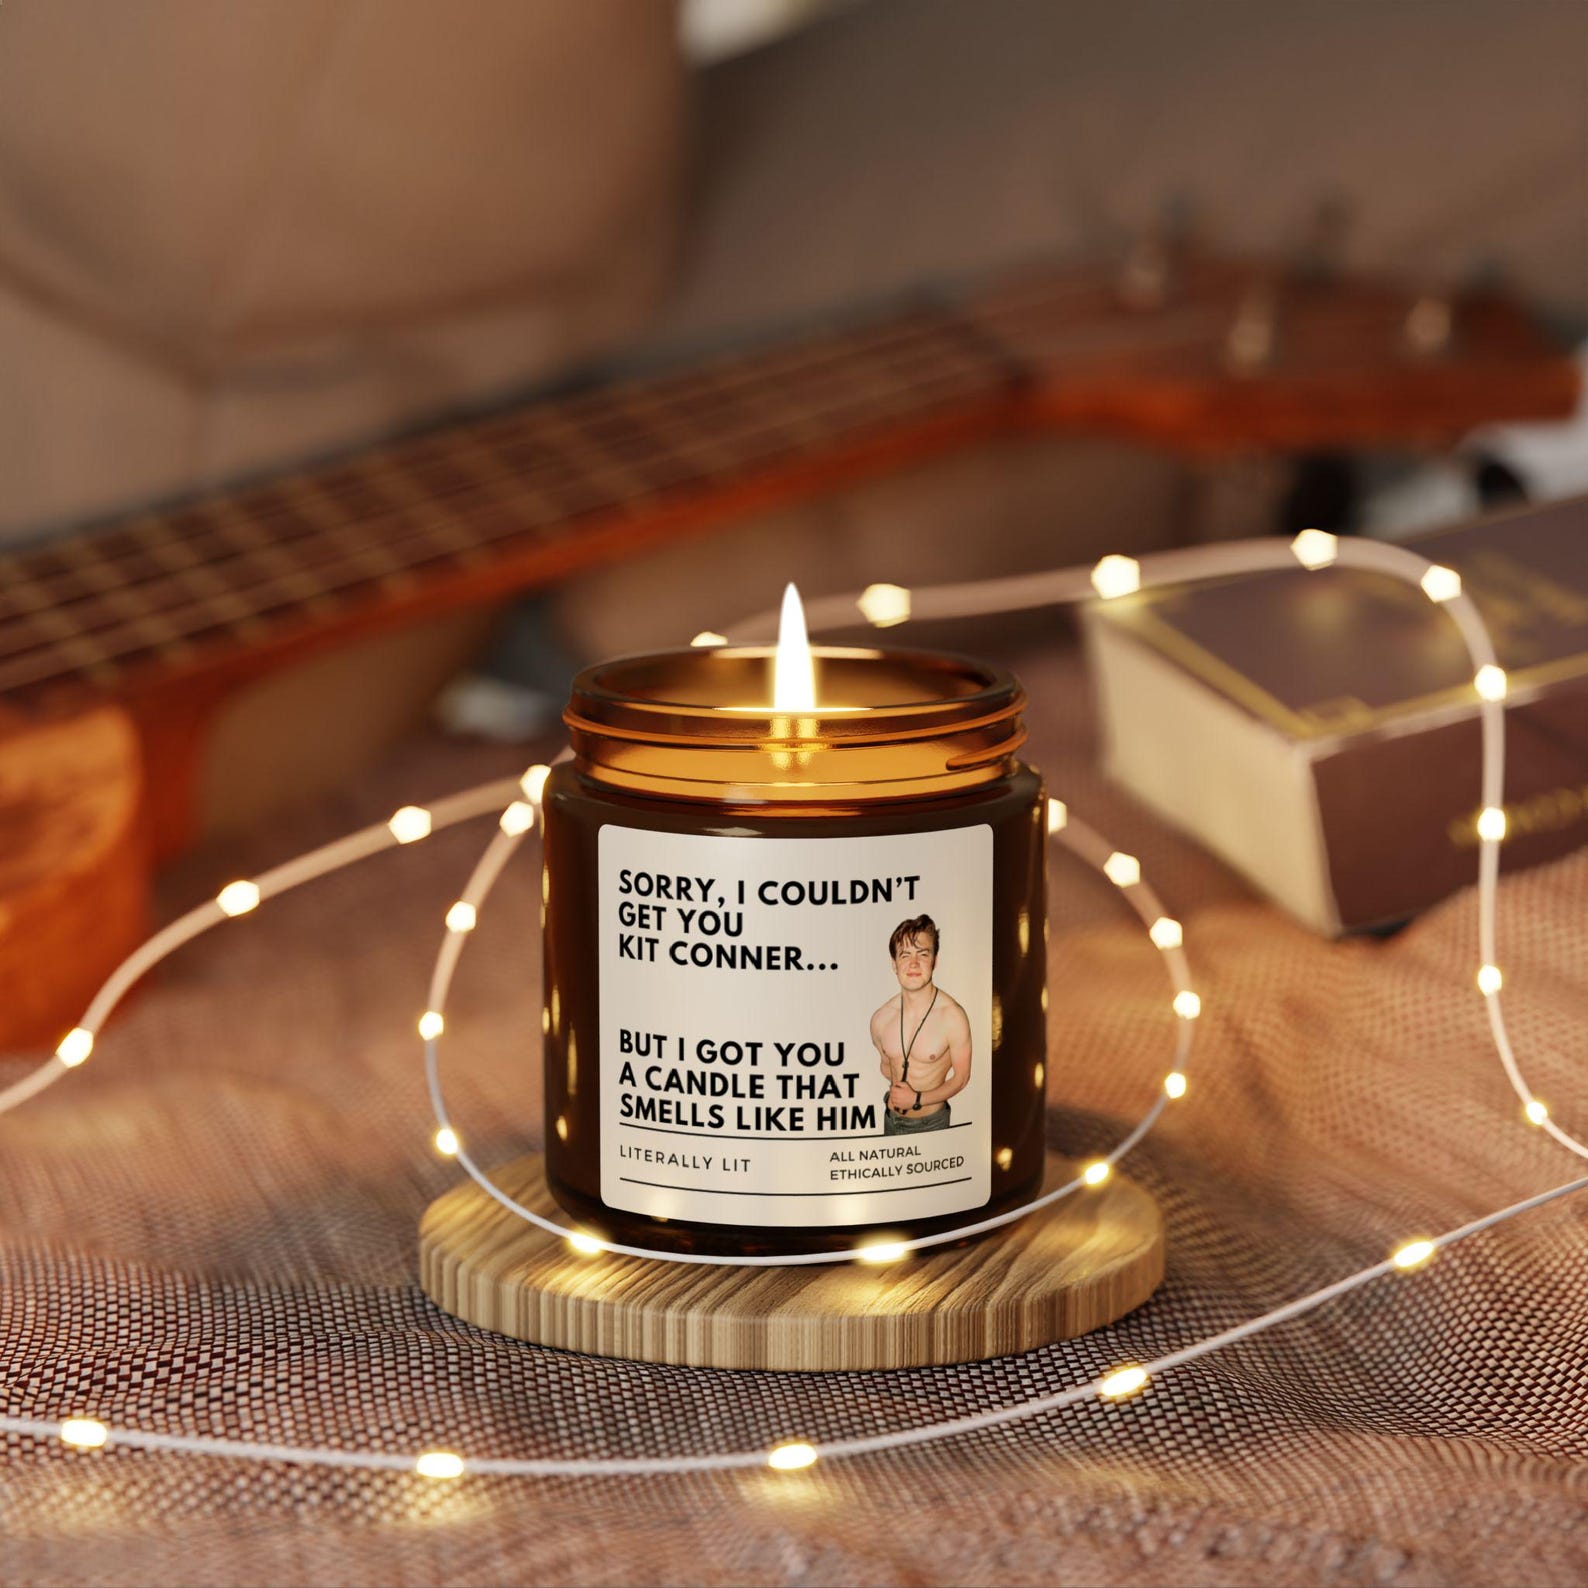 SORRY, I COULDN'T
GET YOU
KIT CONNER...
BUT I GOT YOU
A CANDLE THAT
SMELLS LIKE HIM
LITERALLY LIT
ALL NATURAL
ETHICALLY SOURCED